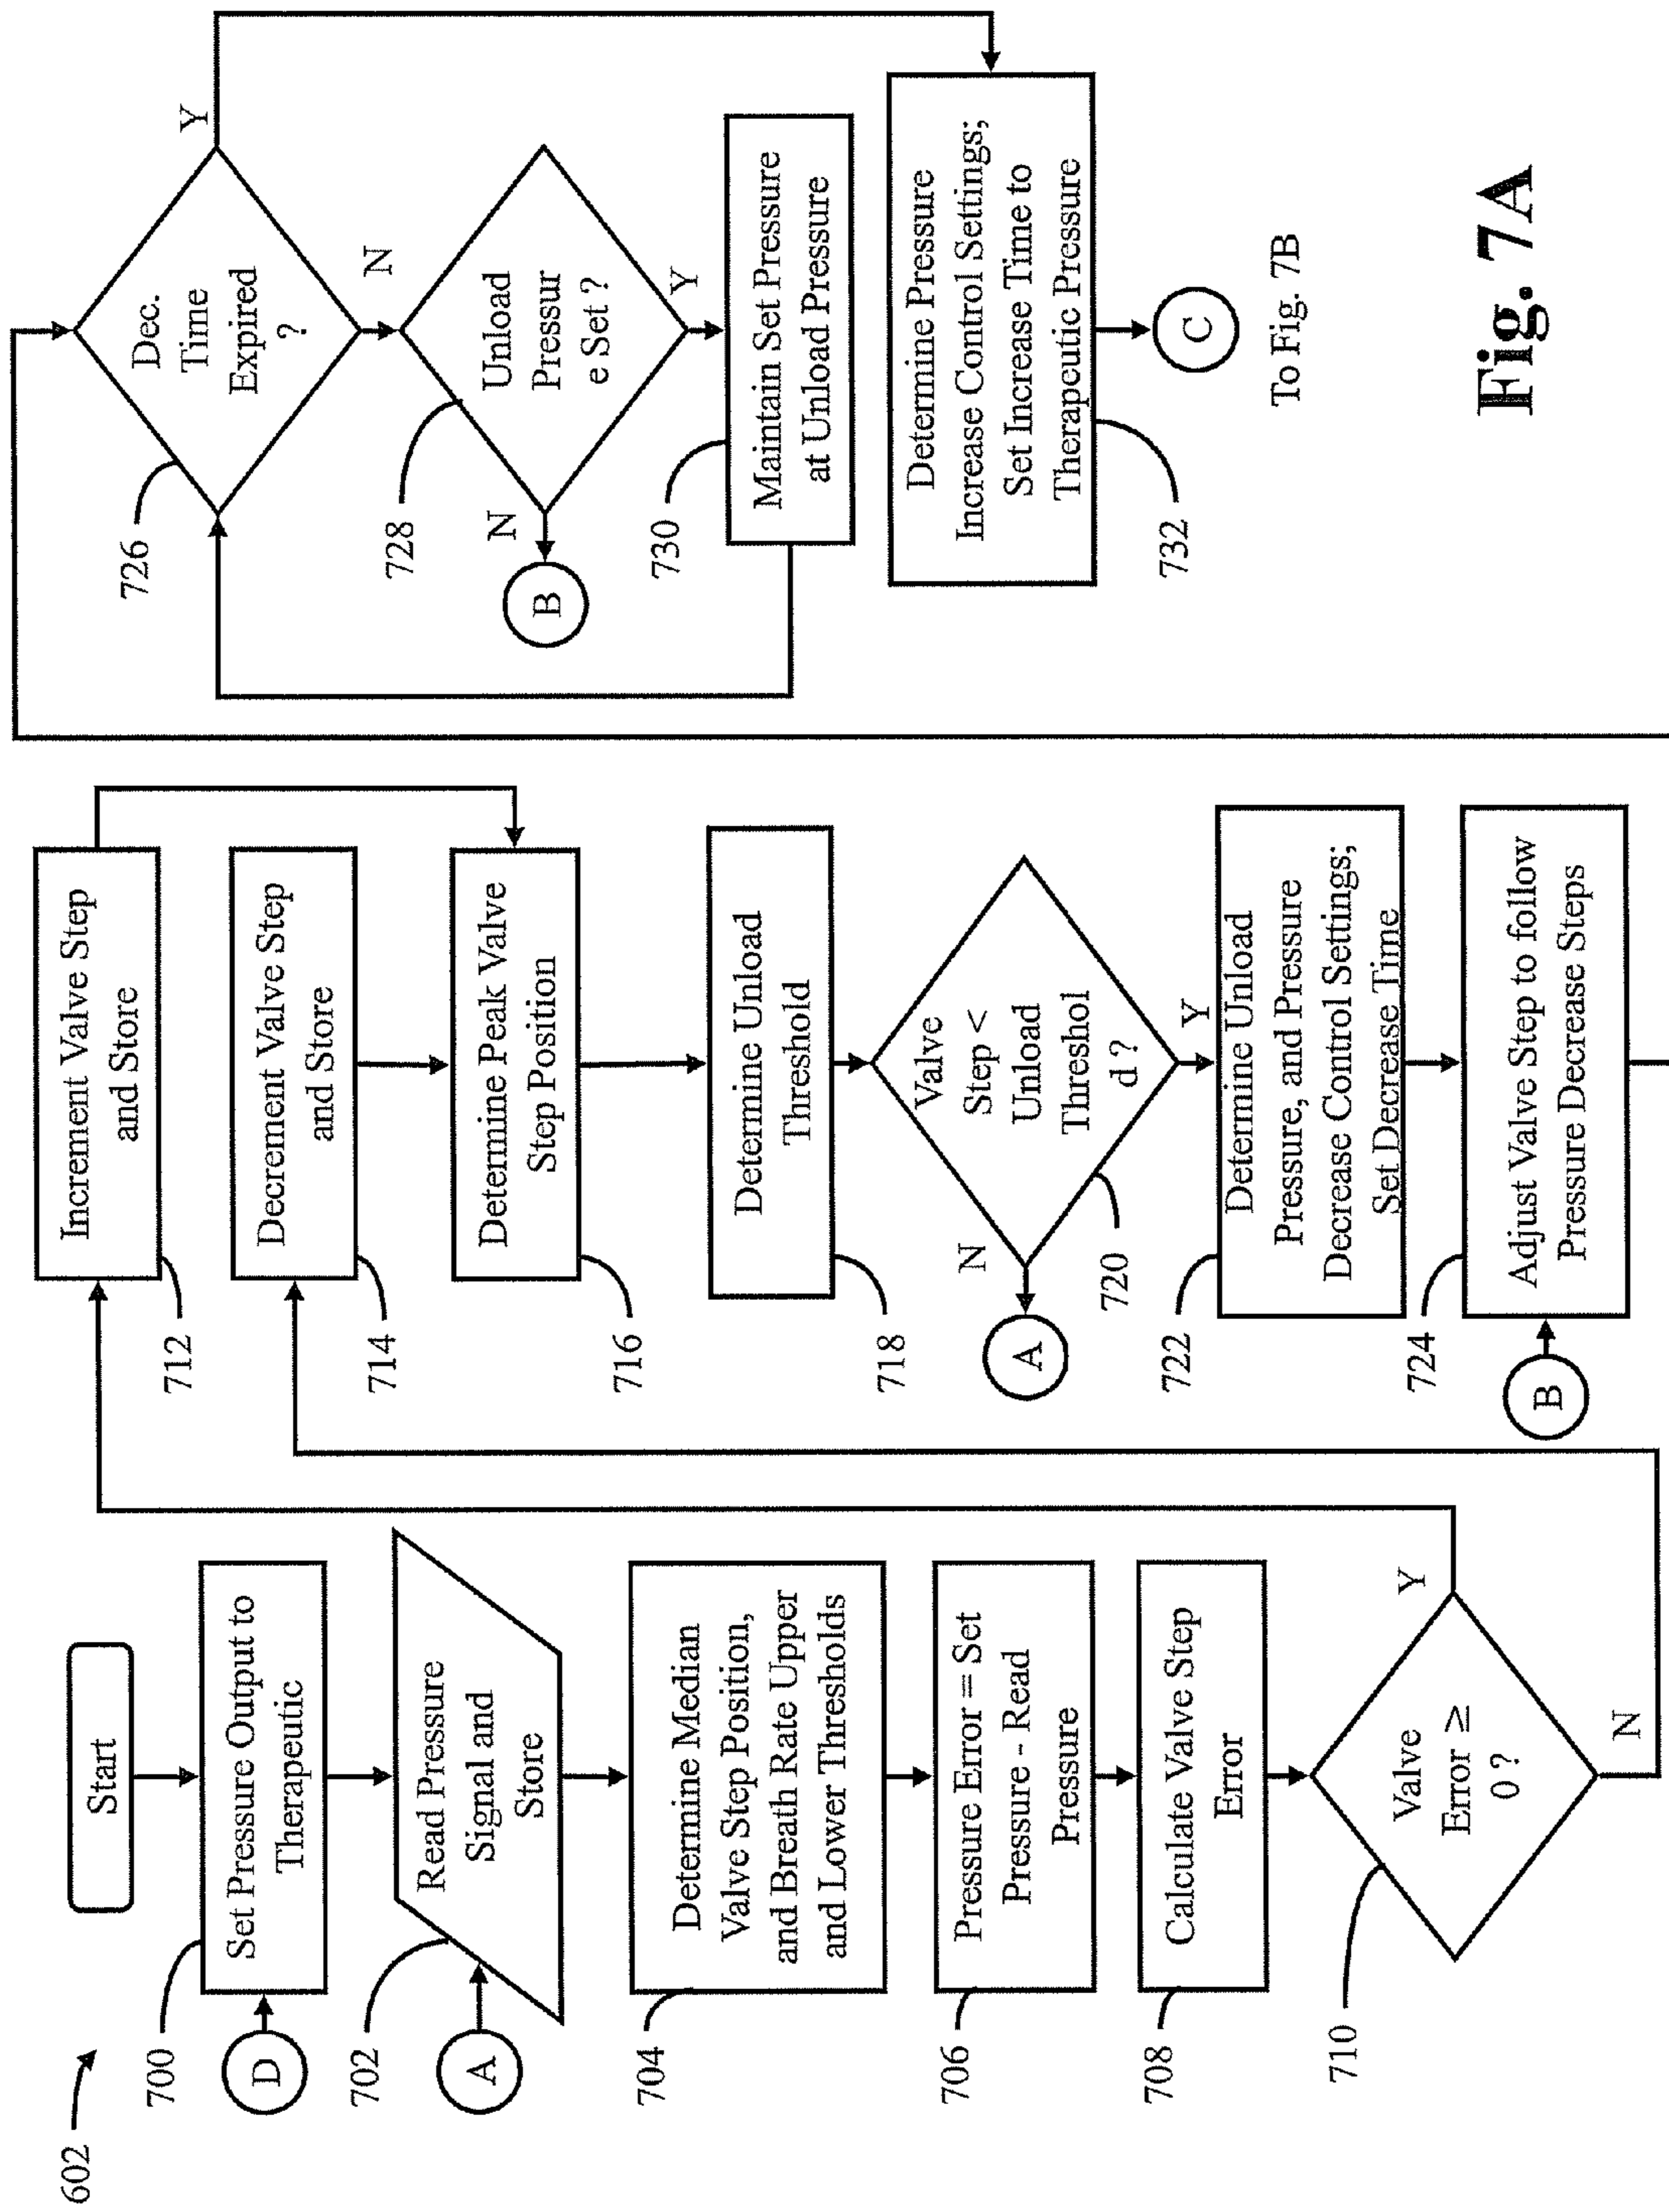 602
Start
700
D
Set Pressure Output to
Therapeutic
702
A
Read Pressure
Signal and
Store
704
Determine Median
Valve Step Position,
and Breath Rate Upper
and Lower Thresholds
706
Pressure Error = Set
Pressure - Read
Pressure
708
Calculate Valve Step
Error
710
Valve
Error ≥
0 ?
Y
N
712
Increment Valve Step
and Store
714
Decrement Valve Step
and Store
716
Determine Peak Valve
Step Position
718
Determine Unload
Threshold
720
Valve
Step <
Unload
Threshol
d ?
N
A
Y
722
Determine Unload
Pressure, and Pressure
Decrease Control Settings;
Set Decrease Time
724
B
Adjust Valve Step to follow
Pressure Decrease Steps
726
Dec.
Time
Expired
?
Y
N
728
Unload
Pressur
e Set ?
N
B
Y
730
Maintain Set Pressure
at Unload Pressure
732
Determine Pressure
Increase Control Settings;
Set Increase Time to
Therapeutic Pressure
C
To Fig. 7B
Fig. 7A